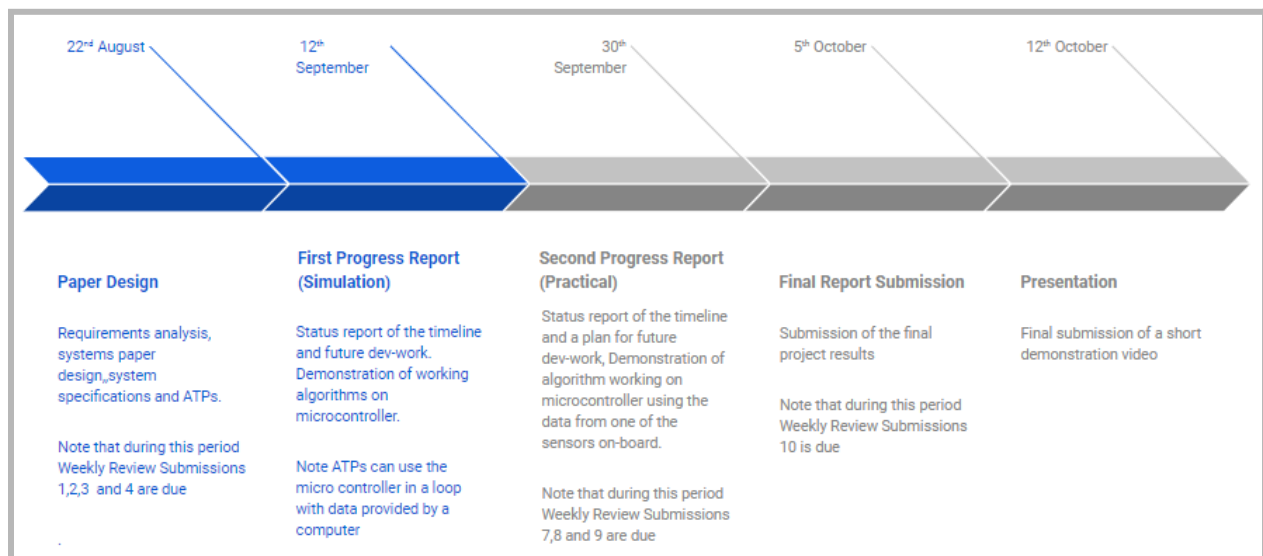 22nd August
12th
September
30th
September
5th October
12th October
Paper Design
Requirements analysis,
systems paper
design,,system
specifications and ATPs.
Note that during this period
Weekly Review Submissions
1,2,3 and 4 are due
.
First Progress Report
(Simulation)
Status report of the timeline
and future dev-work.
Demonstration of working
algorithms on
microcontroller.
Note ATPs can use the
micro controller in a loop
with data provided by a
computer
Second Progress Report
(Practical)
Status report of the timeline
and a plan for future
dev-work, Demonstration of
algorithm working on
microcontroller using the
data from one of the
sensors on-board.
Note that during this period
Weekly Review Submissions
7,8 and 9 are due
Final Report Submission
Submission of the final
project results
Note that during this period
Weekly Review Submissions
10 is due
Presentation
Final submission of a short
demonstration video